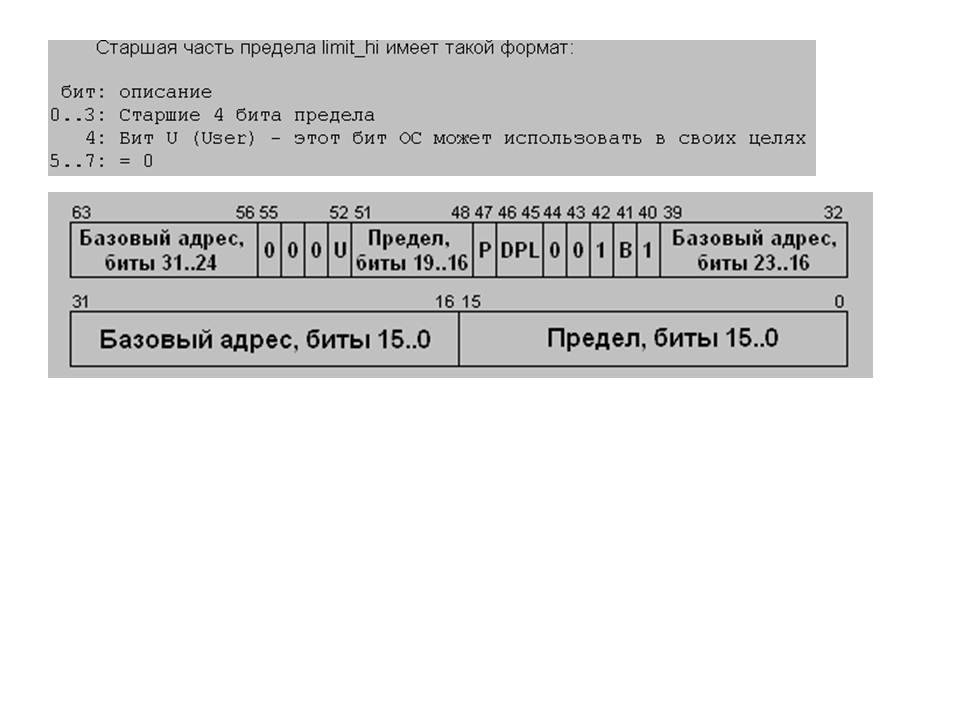 Старшая часть предела limit_hi имеет такой формат:
бит: описание
0..3: Старшие 4 бита предела
4: Бит U (User) - этот бит ОС может использовать в своих целях
5..7: = 0
63 56 55 52 51 48 47 46 45 44 43 42 41 40 39 32
Базовый адрес, биты 31..24 0 0 0 U Предел, биты 19..16 P DPL 0 0 1 B 1 Базовый адрес, биты 23..16
31 16 15 0
Базовый адрес, биты 15..0 Предел, биты 15..0